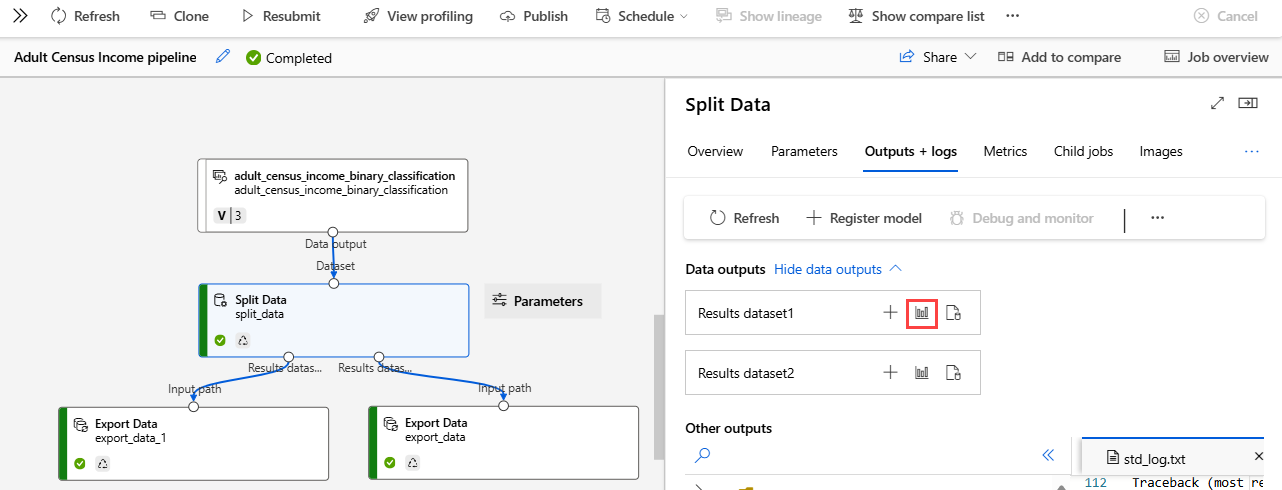 Refresh Clone Resubmit View profiling Publish Schedule Show lineage Show compare list ··· Cancel
Adult Census Income pipeline Completed Share Add to compare Job overview
adult_census_income_binary_classification
adult_census_income_binary_classification
V 3
Data output
Dataset
Split Data
split_data
Parameters
Results datas... Results datas...
Input path Input path
Export Data
export_data_1
Export Data
export_data
Split Data
Overview Parameters Outputs + logs Metrics Child jobs Images ···
Refresh Register model Debug and monitor ···
Data outputs Hide data outputs
Results dataset1
Results dataset2
Other outputs
std_log.txt
112 Traceback (most re